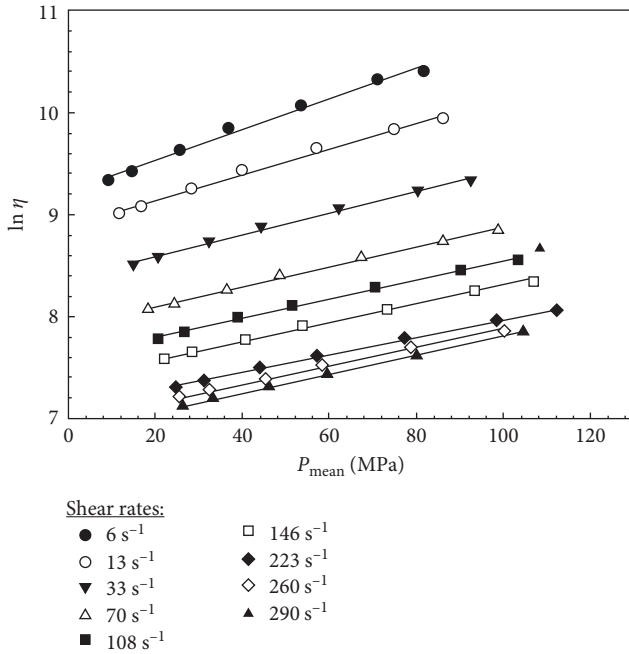 11
10
9
8
7
ln η
0 20 40 60 80 100 120
P_mean (MPa)
Shear rates:
6 s⁻¹
13 s⁻¹
33 s⁻¹
70 s⁻¹
108 s⁻¹
146 s⁻¹
223 s⁻¹
260 s⁻¹
290 s⁻¹